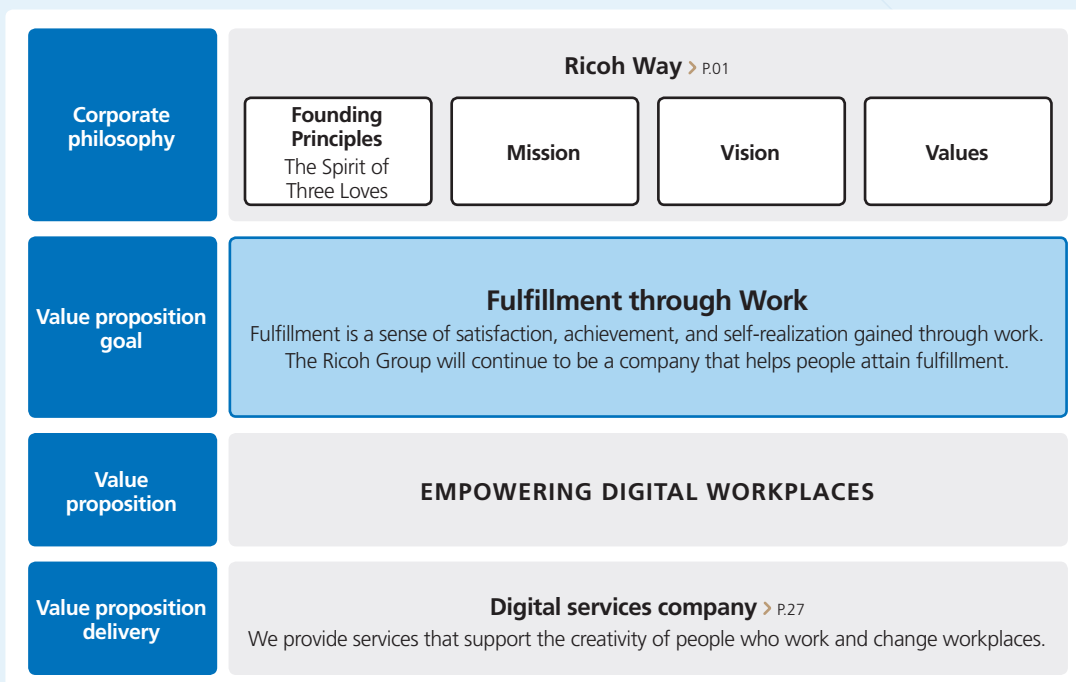 Corporate
philosophy
Ricoh Way > P.01
Founding
Principles
The Spirit of
Three Loves
Mission
Vision
Values
Value proposition
goal
Fulfillment through Work
Fulfillment is a sense of satisfaction, achievement, and self-realization gained through work.
The Ricoh Group will continue to be a company that helps people attain fulfillment.
Value
proposition
EMPOWERING DIGITAL WORKPLACES
Value proposition
delivery
Digital services company > P.27
We provide services that support the creativity of people who work and change workplaces.